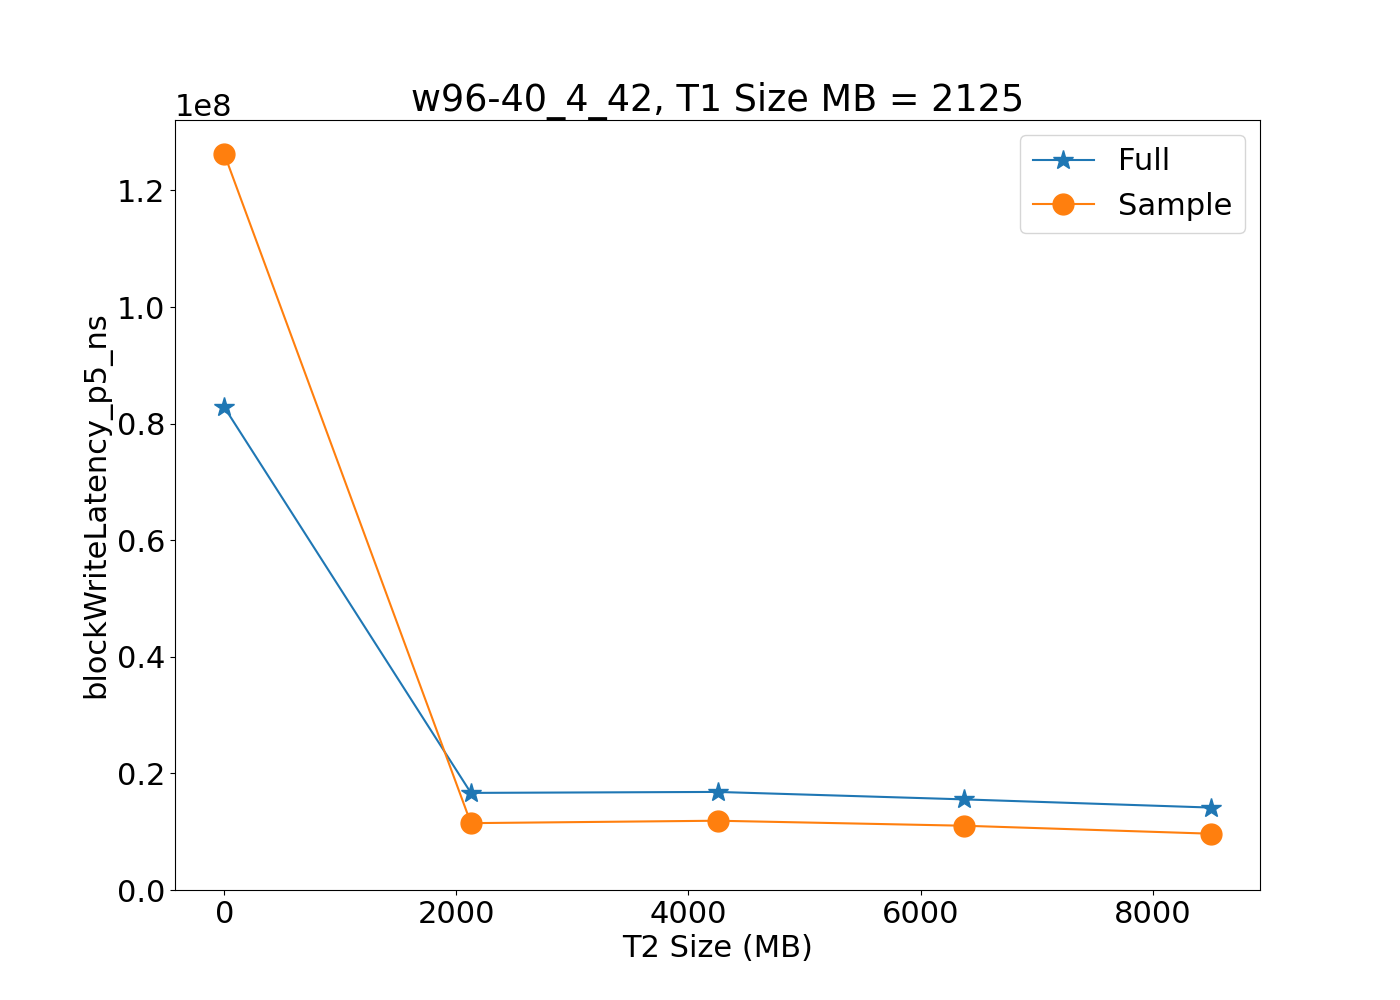 w96-40_4_42, T1 Size MB = 2125
1e8
Full
Sample
1.2
1.0
0.8
0.6
0.4
0.2
0.0
blockWriteLatency_p5_ns
0 2000 4000 6000 8000
T2 Size (MB)